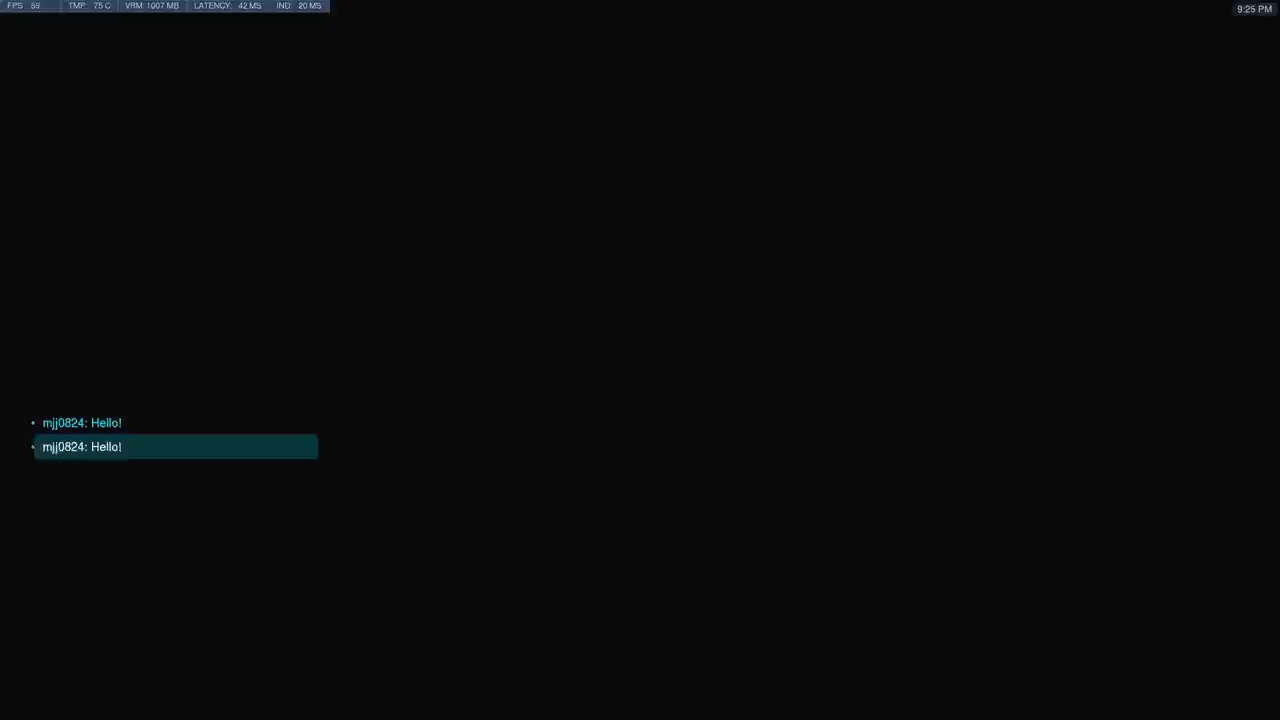 FPS 59 TMP: 75 C VRM: 1007 MB LATENCY: 42 MS IND: 20 MS
9:25 PM
mjj0824: Hello!
mjj0824: Hello!